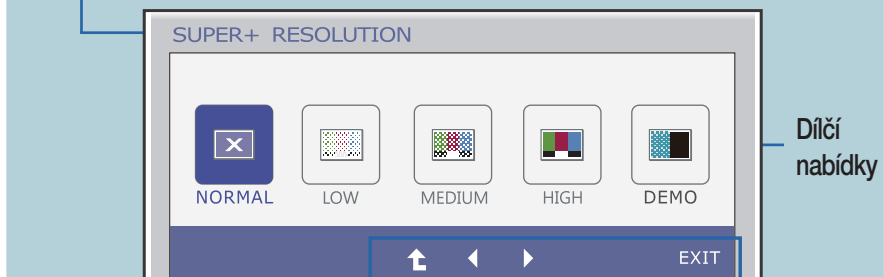 SUPER+ RESOLUTION
Dílčí
nabídky
NORMAL LOW MEDIUM HIGH DEMO
EXIT